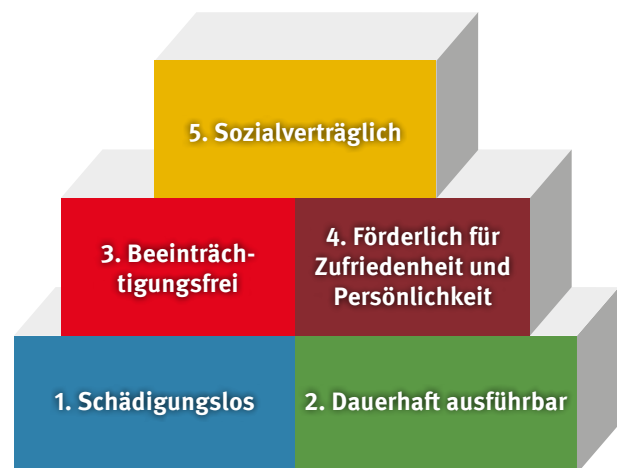 5. Sozialverträglich
3. Beeinträch-
tigungsfrei
4. Förderlich für
Zufriedenheit und
Persönlichkeit
1. Schädigungslos
2. Dauerhaft ausführbar